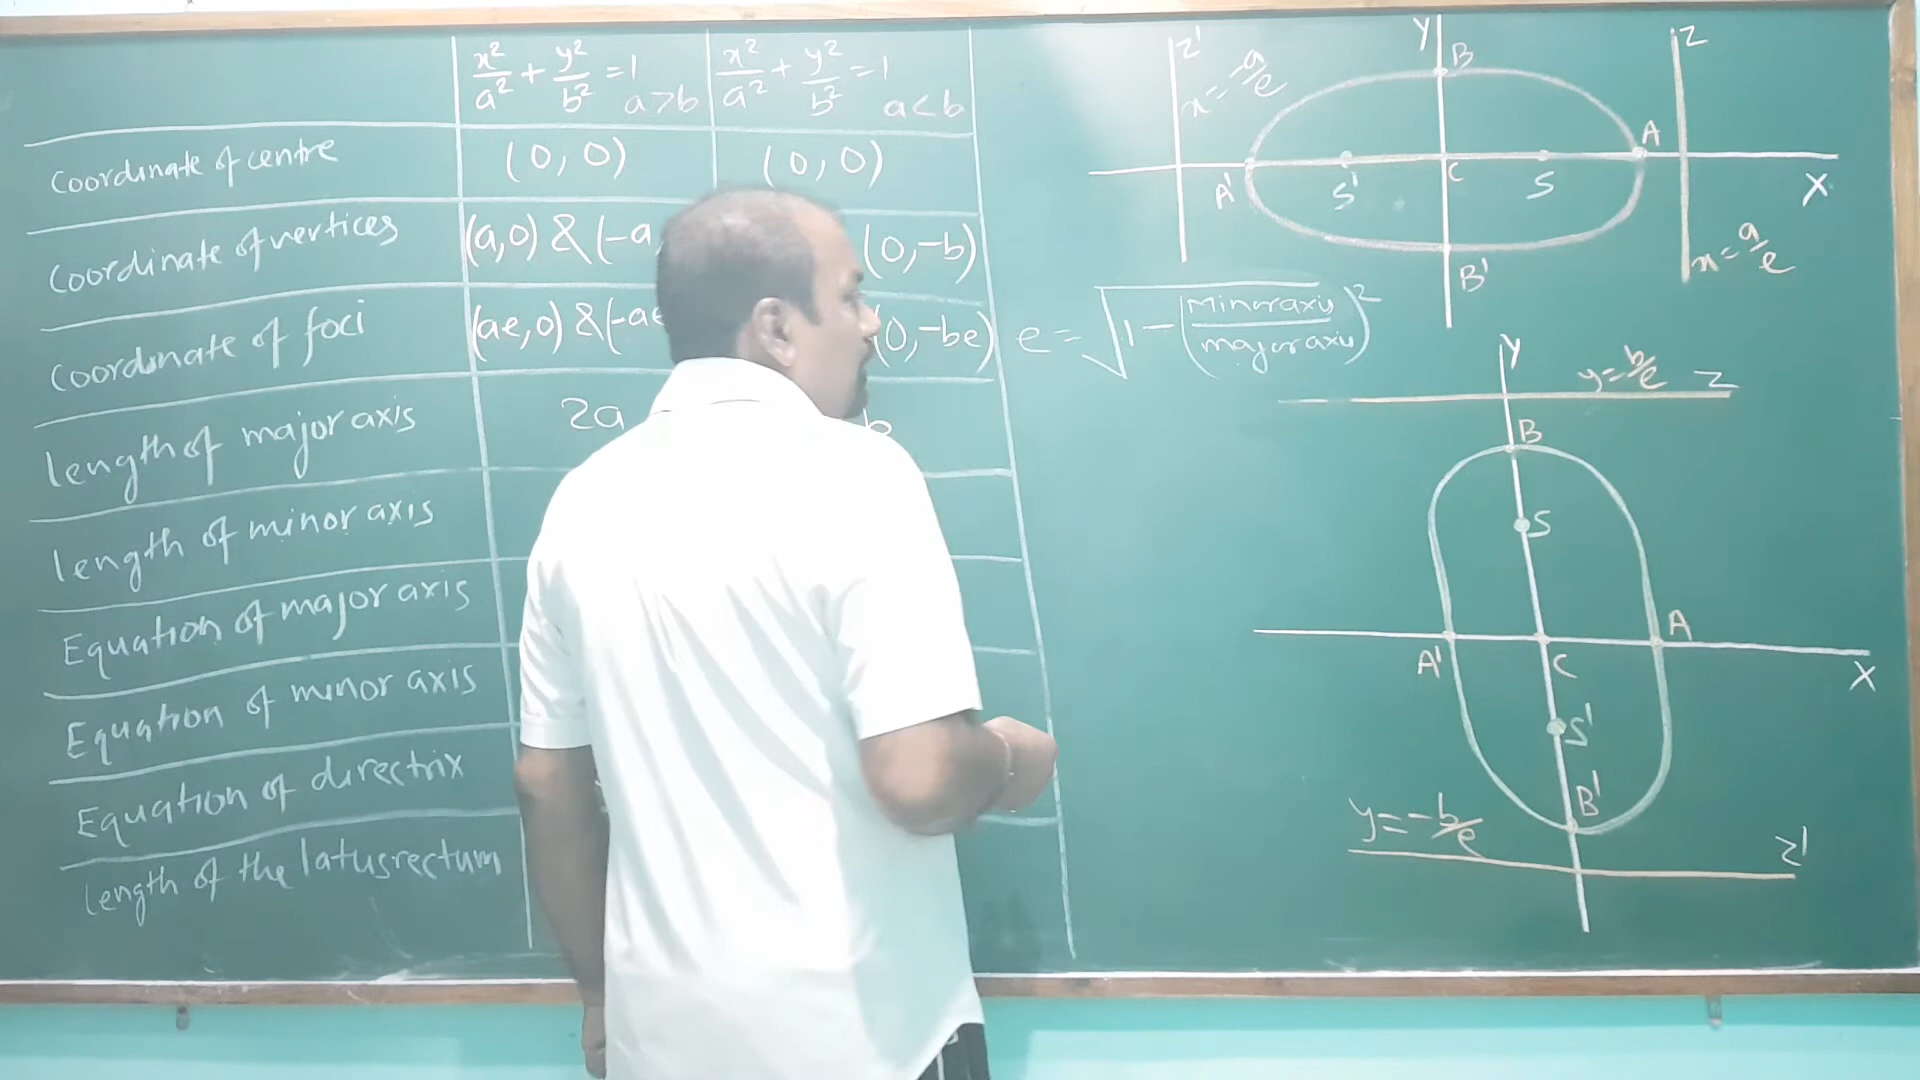 x²/a² + y²/b² = 1 a>b
x²/a² + y²/b² = 1 a<b
Coordinate of centre (0, 0) (0, 0)
Coordinate of vertices (a,0) & (-a, (0,-b)
Coordinate of foci (ae,0) &(-ae (0,-be)
Length of major axis 2a b
length of minor axis
Equation of major axis
Equation of minor axis
Equation of directrix
Length of the latusrectum
Z'
x=-a/e
Y
B
Z
A
A'
S'
C
S
X
B'
x=a/e
e = √1-(Minor axis/major axis)²
Y
y=b/e Z
B
S
A
A'
C
X
S'
B'
y=-b/e
Z'